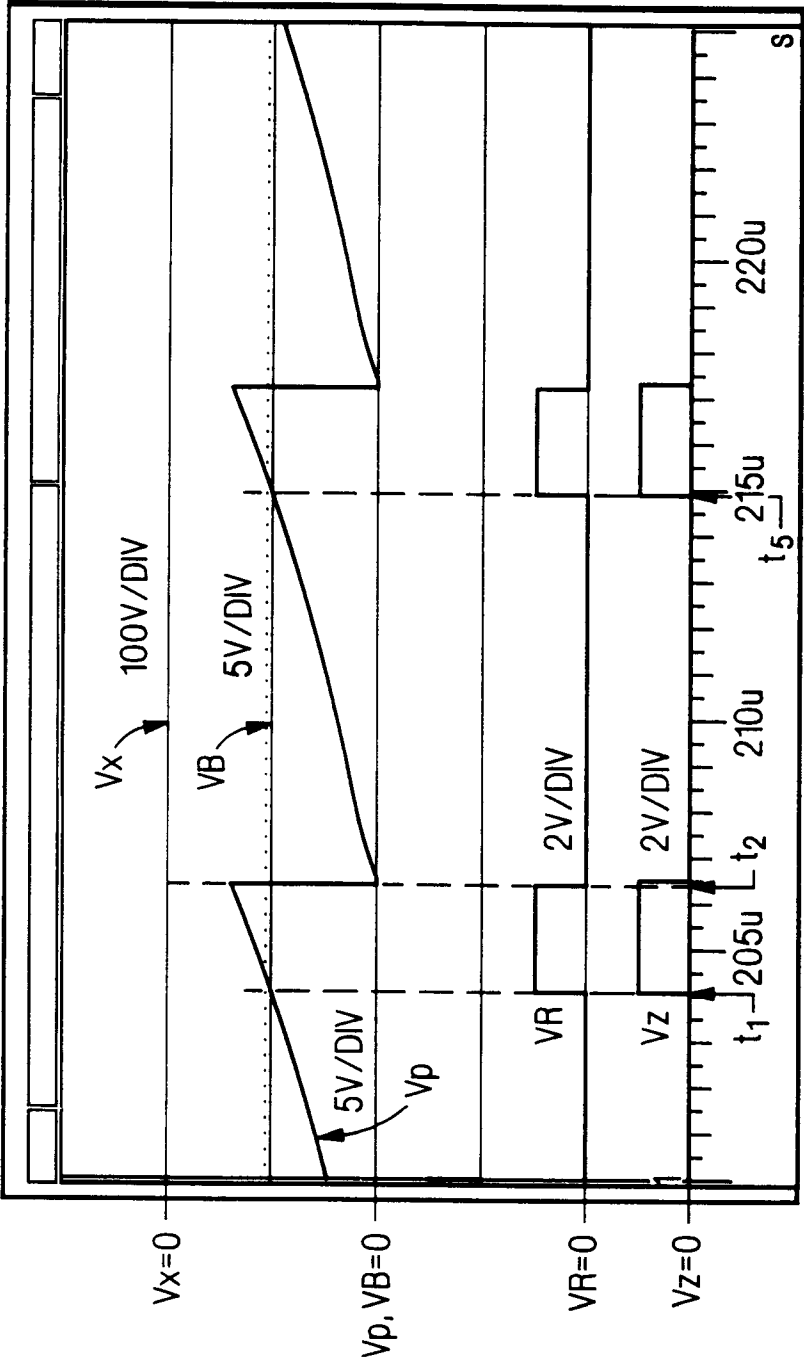 Vx=0
Vp, VB=0
VR=0
Vz=0
Vx
100V/DIV
VB
5V/DIV
5V/DIV
Vp
VR
2V/DIV
Vz
2V/DIV
t1
205u
t2
210u
t5
215u
220u
s